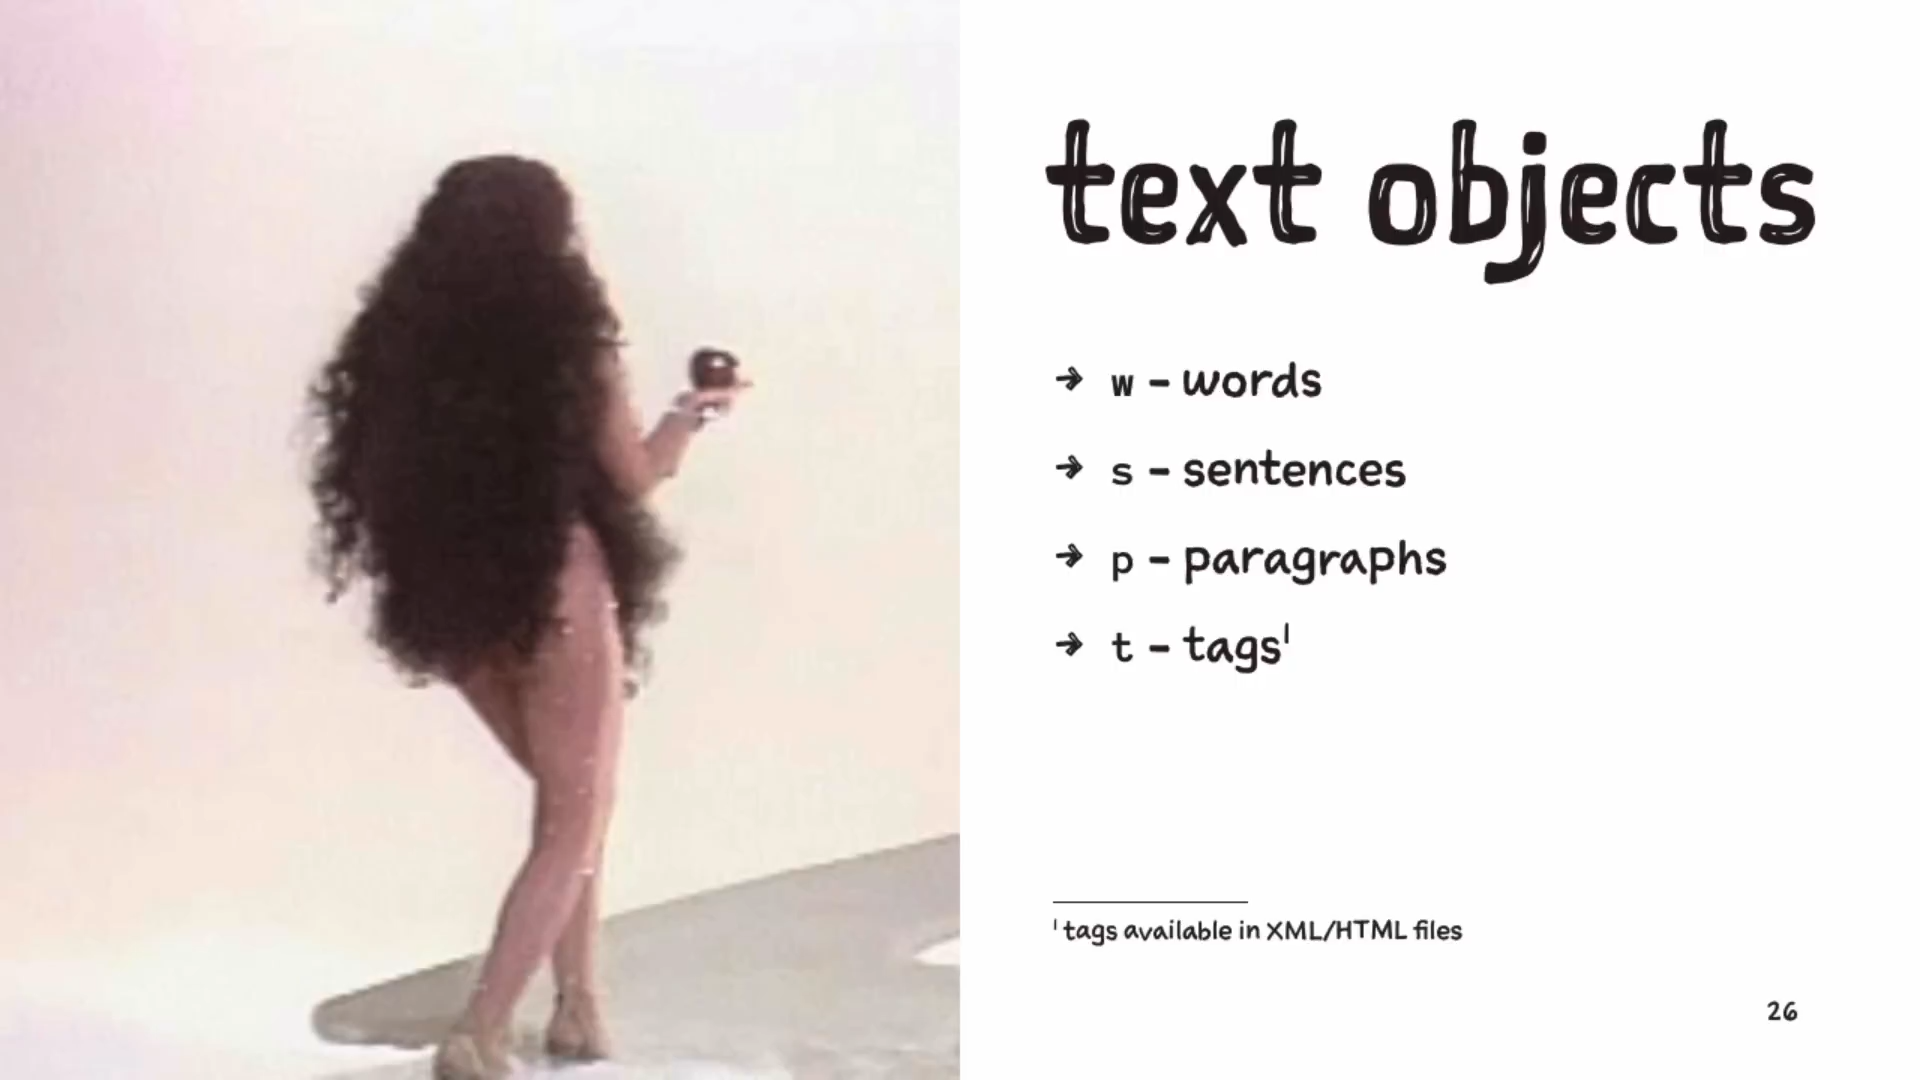 text objects
→ w – words
→ s – sentences
→ p – paragraphs
→ t – tags¹
¹ tags available in XML/HTML files
26